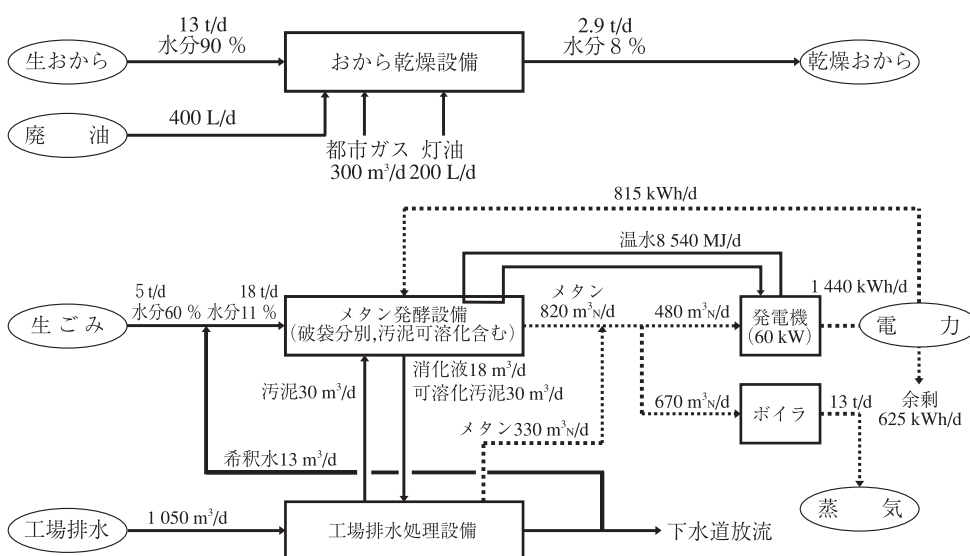 13 t/d
水分90 %
2.9 t/d
水分 8 %
生おから
おから乾燥設備
乾燥おから
廃　油
400 L/d
都市ガス 灯油
300 m³/d 200 L/d
815 kWh/d
温水8 540 MJ/d
5 t/d
水分60 %
18 t/d
水分11 %
生ごみ
メタン発酵設備
(破袋分別,汚泥可溶化含む)
メタン
820 m³N/d
480 m³N/d
発電機
(60 kW)
1 440 kWh/d
電　力
余剰
625 kWh/d
汚泥30 m³/d
消化液18 m³/d
可溶化汚泥30 m³/d
メタン330 m³N/d
670 m³N/d
ボイラ
13 t/d
蒸　気
希釈水13 m³/d
工場排水
1 050 m³/d
工場排水処理設備
下水道放流